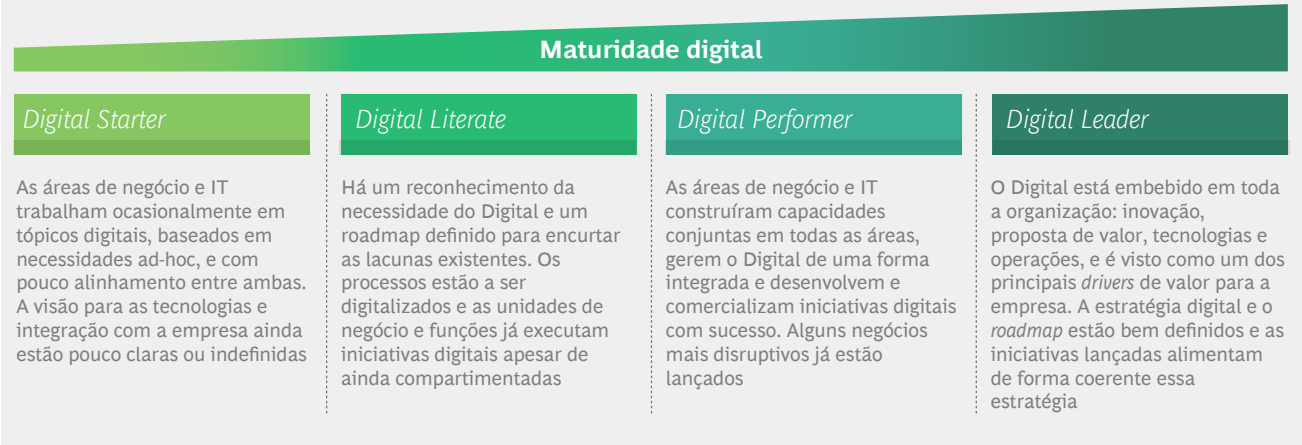 Maturidade digital
Digital Starter
As áreas de negócio e IT
trabalham ocasionalmente em
tópicos digitais, baseados em
necessidades ad-hoc, e com
pouco alinhamento entre ambas.
A visão para as tecnologias e
integração com a empresa ainda
estão pouco claras ou indefinidas
Digital Literate
Há um reconhecimento da
necessidade do Digital e um
roadmap definido para encurtar
as lacunas existentes. Os
processos estão a ser
digitalizados e as unidades de
negócio e funções já executam
iniciativas digitais apesar de
ainda compartimentadas
Digital Performer
As áreas de negócio e IT
construíram capacidades
conjuntas em todas as áreas,
gerem o Digital de uma forma
integrada e desenvolvem e
comercializam iniciativas digitais
com sucesso. Alguns negócios
mais disruptivos já estão
lançados
Digital Leader
O Digital está embebido em toda
a organização: inovação,
proposta de valor, tecnologias e
operações, e é visto como um dos
principais drivers de valor para a
empresa. A estratégia digital e o
roadmap estão bem definidos e as
iniciativas lançadas alimentam
de forma coerente essa
estratégia